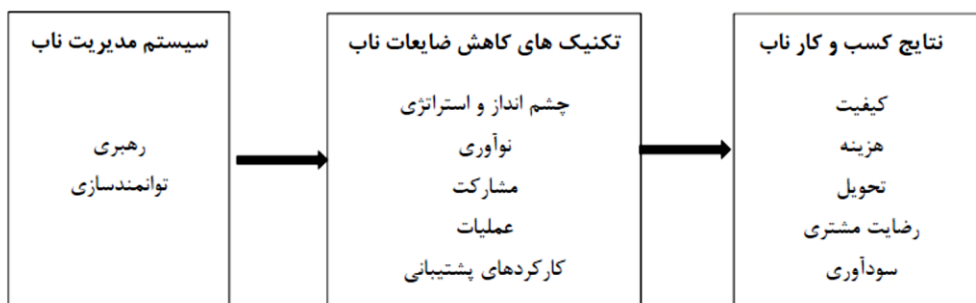 سیستم مدیریت ناب
رهبری
توانمندسازی
تکنیک های کاهش ضایعات ناب
چشم انداز و استراتژی
نوآوری
مشارکت
عملیات
کارکردهای پشتیبانی
نتایج کسب و کار ناب
کیفیت
هزینه
تحویل
رضایت مشتری
سودآوری